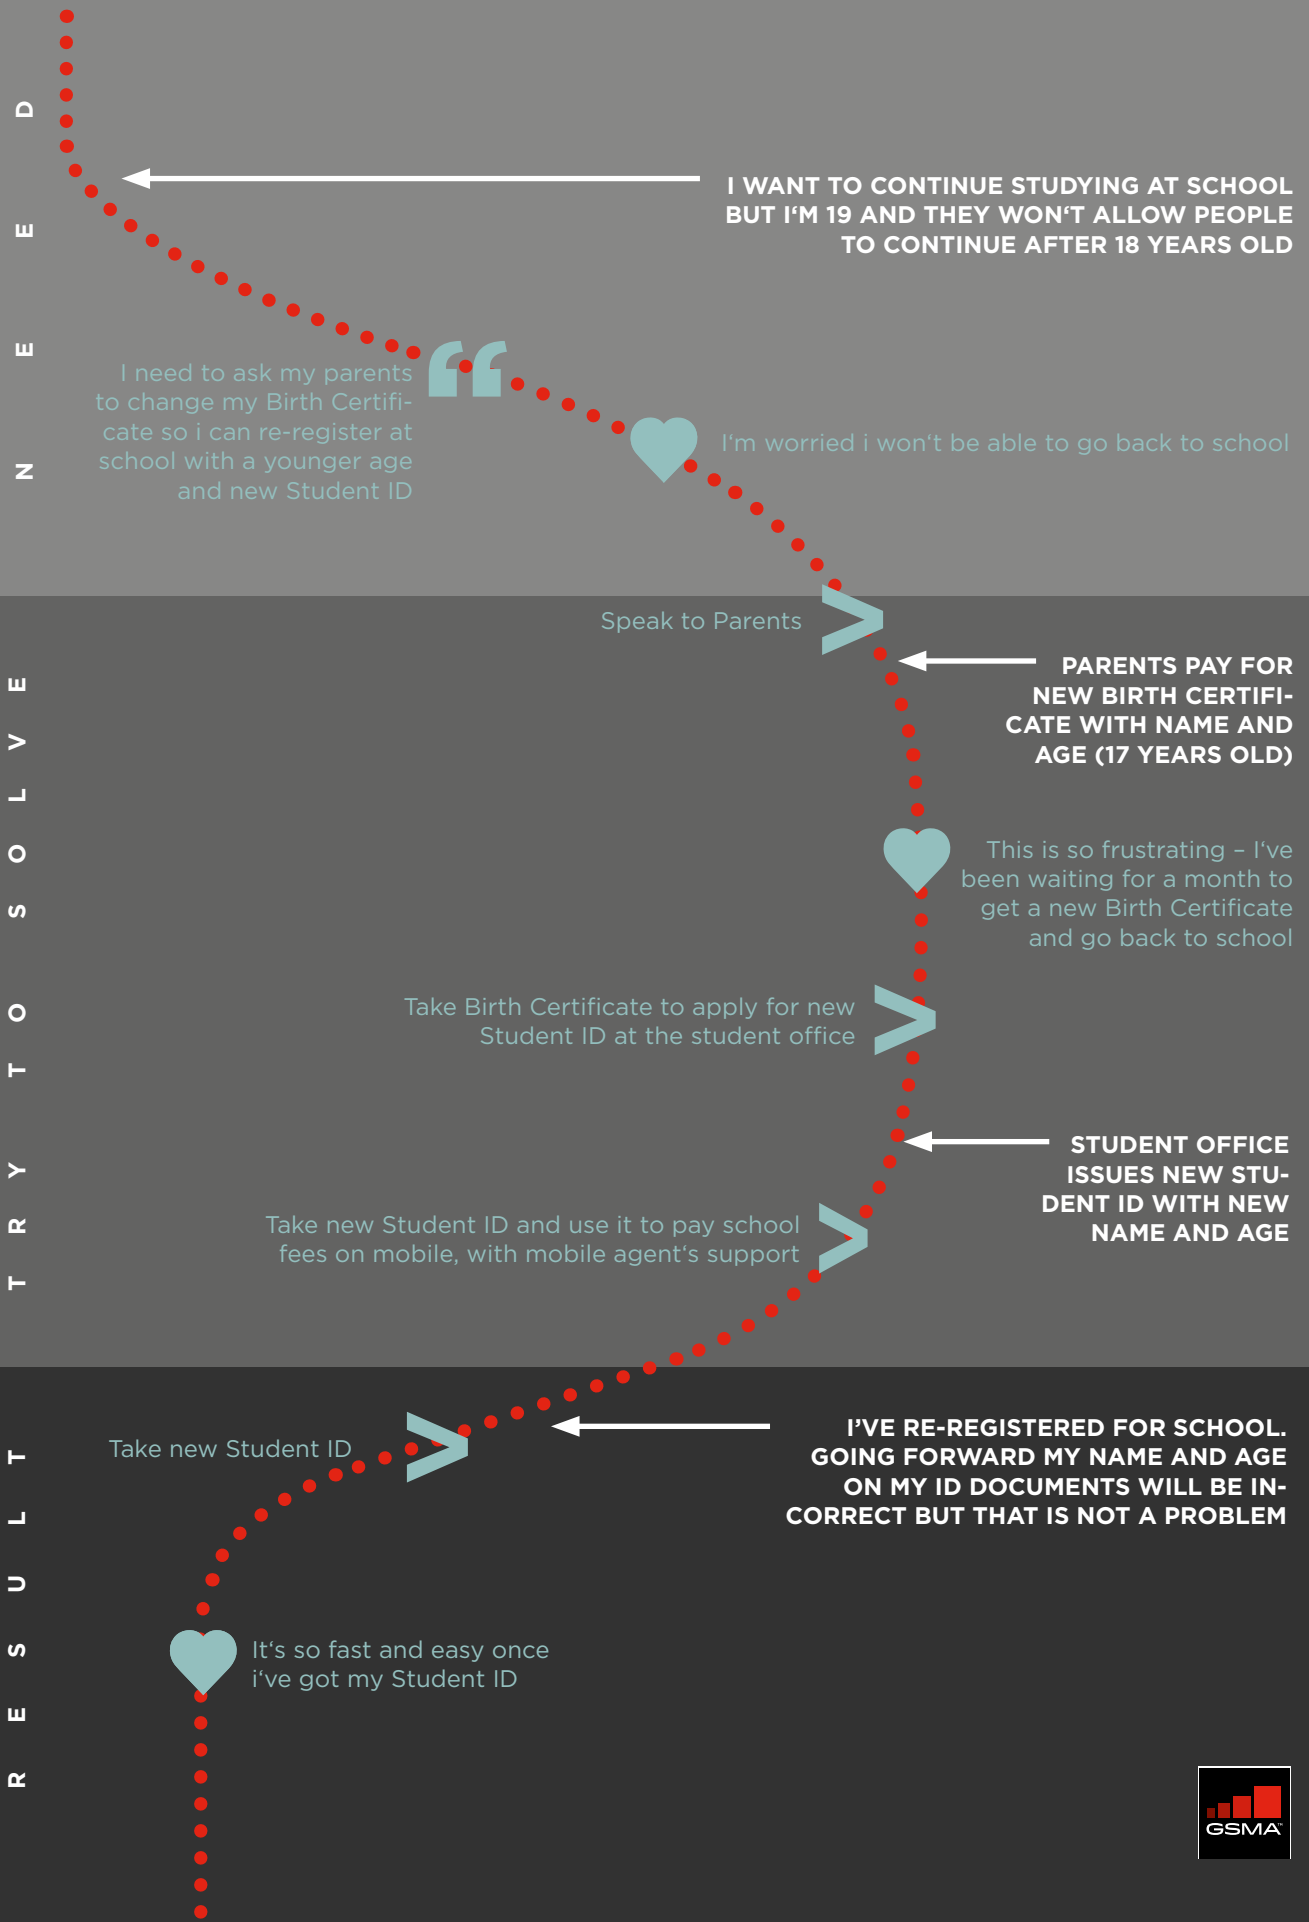 NEED
I WANT TO CONTINUE STUDYING AT SCHOOL
BUT I‘M 19 AND THEY WON‘T ALLOW PEOPLE
TO CONTINUE AFTER 18 YEARS OLD
I need to ask my parents
to change my Birth Certifi-
cate so i can re-register at
school with a younger age
and new Student ID
I‘m worried i won‘t be able to go back to school
TRY TO SOLVE
Speak to Parents
PARENTS PAY FOR
NEW BIRTH CERTIFI-
CATE WITH NAME AND
AGE (17 YEARS OLD)
This is so frustrating – I‘ve
been waiting for a month to
get a new Birth Certificate
and go back to school
Take Birth Certificate to apply for new
Student ID at the student office
STUDENT OFFICE
ISSUES NEW STU-
DENT ID WITH NEW
NAME AND AGE
Take new Student ID and use it to pay school
fees on mobile, with mobile agent‘s support
RESULT
I’VE RE-REGISTERED FOR SCHOOL.
GOING FORWARD MY NAME AND AGE
ON MY ID DOCUMENTS WILL BE IN-
CORRECT BUT THAT IS NOT A PROBLEM
Take new Student ID
It‘s so fast and easy once
i‘ve got my Student ID
GSMA™